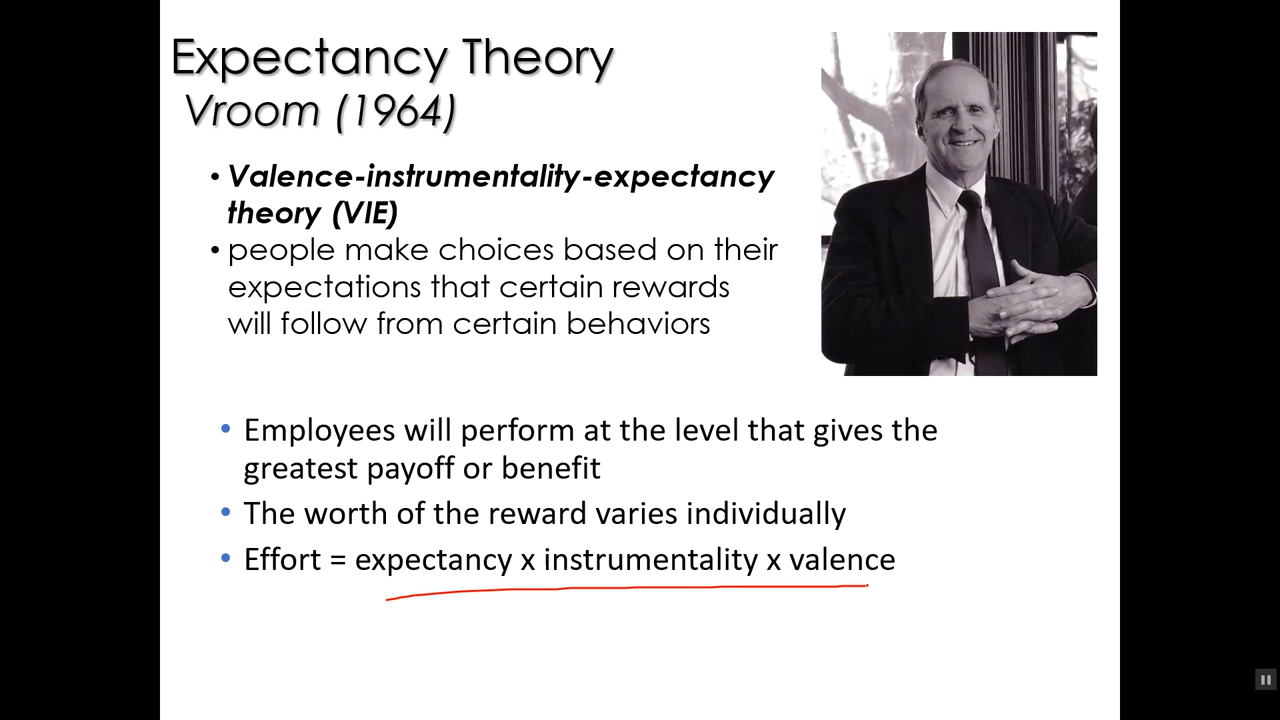 Expectancy Theory
Vroom (1964)
• Valence-instrumentality-expectancy
theory (VIE)
• people make choices based on their
expectations that certain rewards
will follow from certain behaviors
• Employees will perform at the level that gives the
greatest payoff or benefit
• The worth of the reward varies individually
• Effort = expectancy x instrumentality x valence